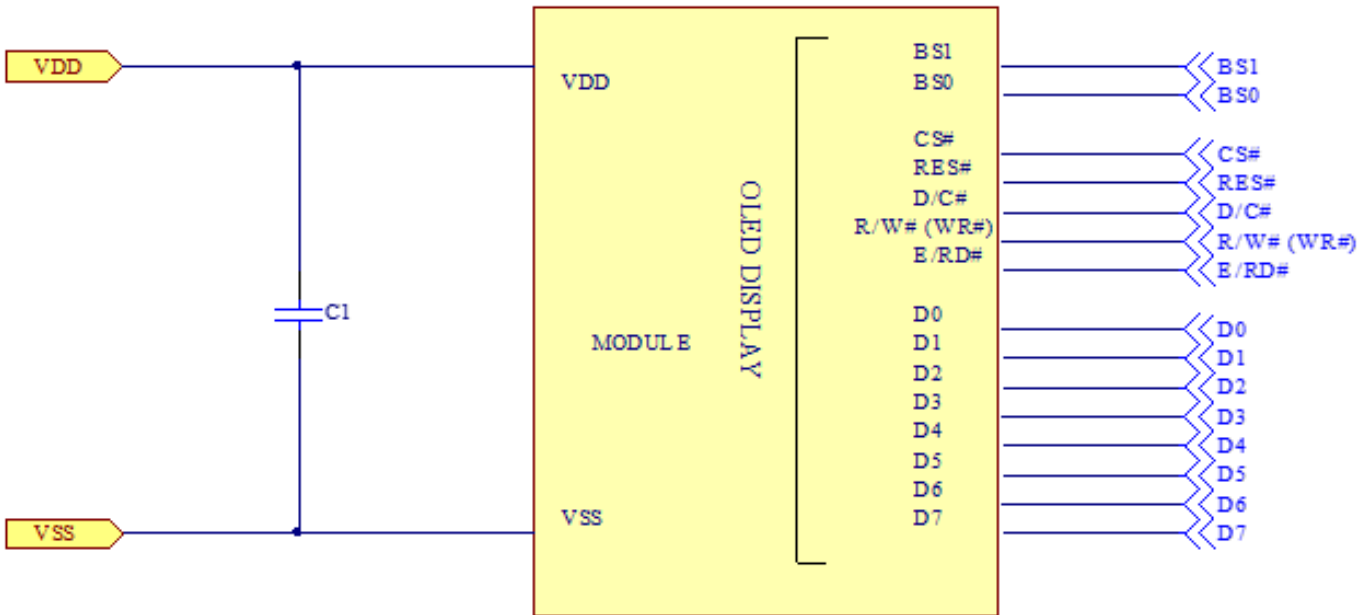 VDD
VSS
C1
VDD
MODULE
VSS
OLED DISPLAY
BS1
BS0
CS#
RES#
D/C#
R/W# (WR#)
E/RD#
D0
D1
D2
D3
D4
D5
D6
D7
BS1
BS0
CS#
RES#
D/C#
R/W# (WR#)
E/RD#
D0
D1
D2
D3
D4
D5
D6
D7